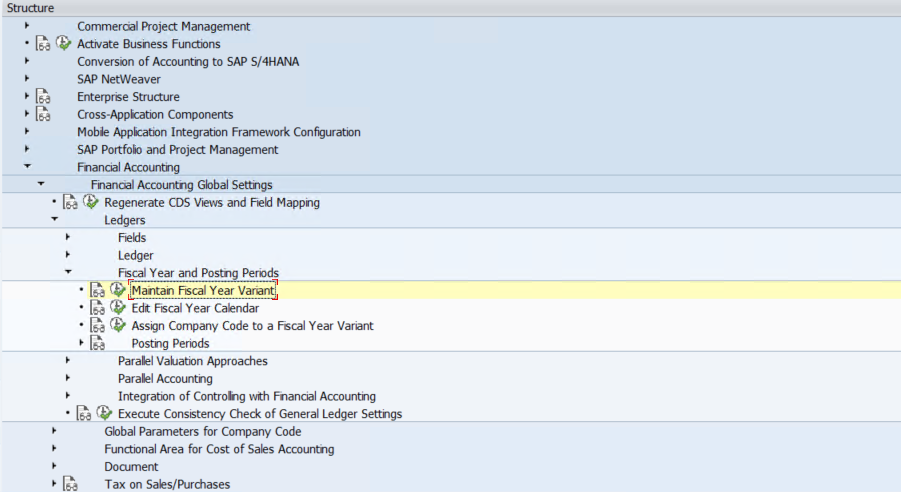 Structure
Commercial Project Management
Activate Business Functions
Conversion of Accounting to SAP S/4HANA
SAP NetWeaver
Enterprise Structure
Cross-Application Components
Mobile Application Integration Framework Configuration
SAP Portfolio and Project Management
Financial Accounting
Financial Accounting Global Settings
Regenerate CDS Views and Field Mapping
Ledgers
Fields
Ledger
Fiscal Year and Posting Periods
Maintain Fiscal Year Variant
Edit Fiscal Year Calendar
Assign Company Code to a Fiscal Year Variant
Posting Periods
Parallel Valuation Approaches
Parallel Accounting
Integration of Controlling with Financial Accounting
Execute Consistency Check of General Ledger Settings
Global Parameters for Company Code
Functional Area for Cost of Sales Accounting
Document
Tax on Sales/Purchases